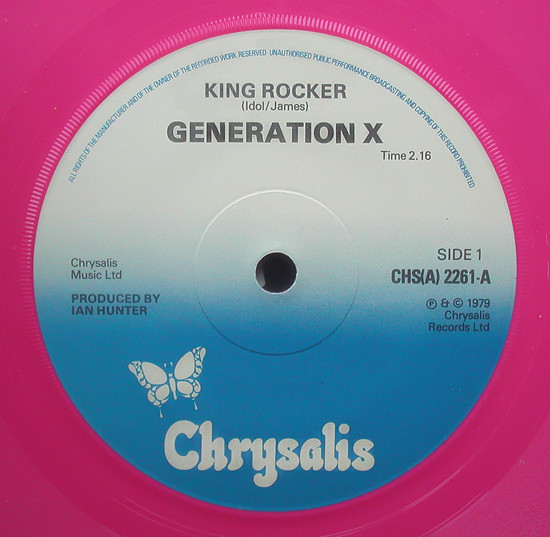 ALL RIGHTS OF THE MANUFACTURER AND OF THE OWNER OF THE RECORDED WORK RESERVED · UNAUTHORISED PUBLIC PERFORMANCE BROADCASTING AND COPYING OF THIS RECORD PROHIBITED
KING ROCKER
(Idol/James)
GENERATION X
Time 2.16
Chrysalis
Music Ltd
PRODUCED BY
IAN HUNTER
SIDE 1
CHS(A) 2261-A
℗ & © 1979
Chrysalis
Records Ltd
Chrysalis